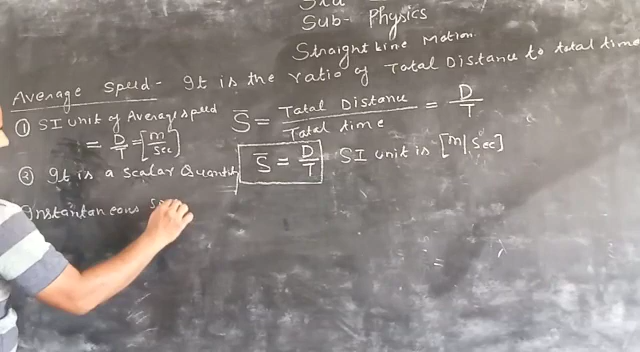 Sub- Physics
Straight Line Motion
Average Speed- It is the ratio of Total Distance to total time
① SI Unit of Average speed
= D/T = [m/sec]
S̅ = Total Distance/Total time = D/T
② It is a Scalar Quantity
S̅ = D/T SI unit is [m/sec]
Instantaneous